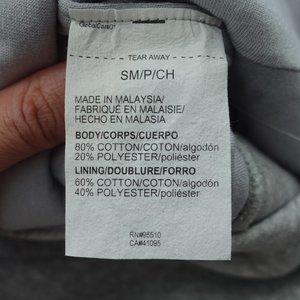 TEAR AWAY
SM/P/CH
MADE IN MALAYSIA/
FABRIQUÉ EN MALAISIE/
HECHO EN MALASIA
BODY/CORPS/CUERPO
80% COTTON/COTON/algodón
20% POLYESTER/poliéster
LINING/DOUBLURE/FORRO
60% COTTON/COTON/algodón
40% POLYESTER/poliéster
RN#96510
CA#41095